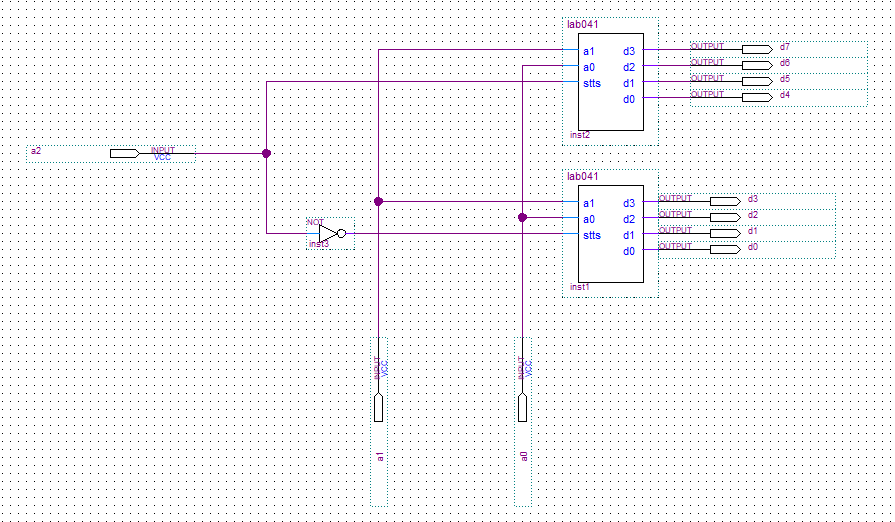 lab041
a1 d3 OUTPUT d7
a0 d2 OUTPUT d6
stts d1 OUTPUT d5
d0 OUTPUT d4
inst2
a2 INPUT
VCC
lab041
a1 d3 OUTPUT d3
a0 d2 OUTPUT d2
stts d1 OUTPUT d1
d0 OUTPUT d0
inst1
NOT
inst3
INPUT
VCC
a1
INPUT
VCC
a0